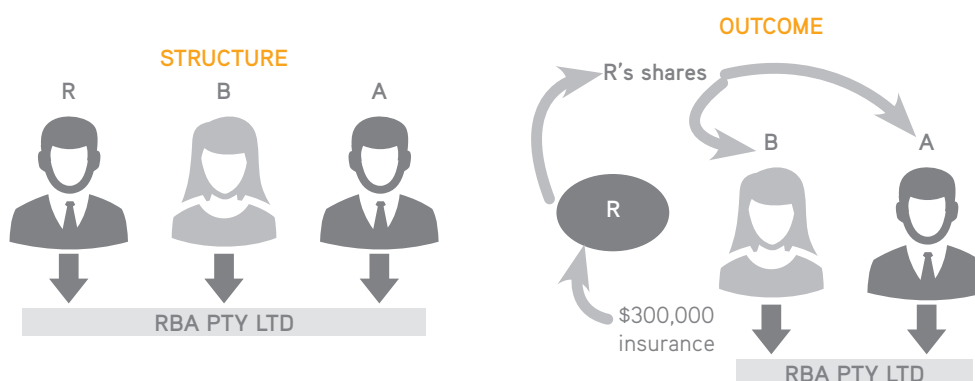 STRUCTURE
R B A
RBA PTY LTD
OUTCOME
R's shares
B A
R
$300,000
insurance
RBA PTY LTD